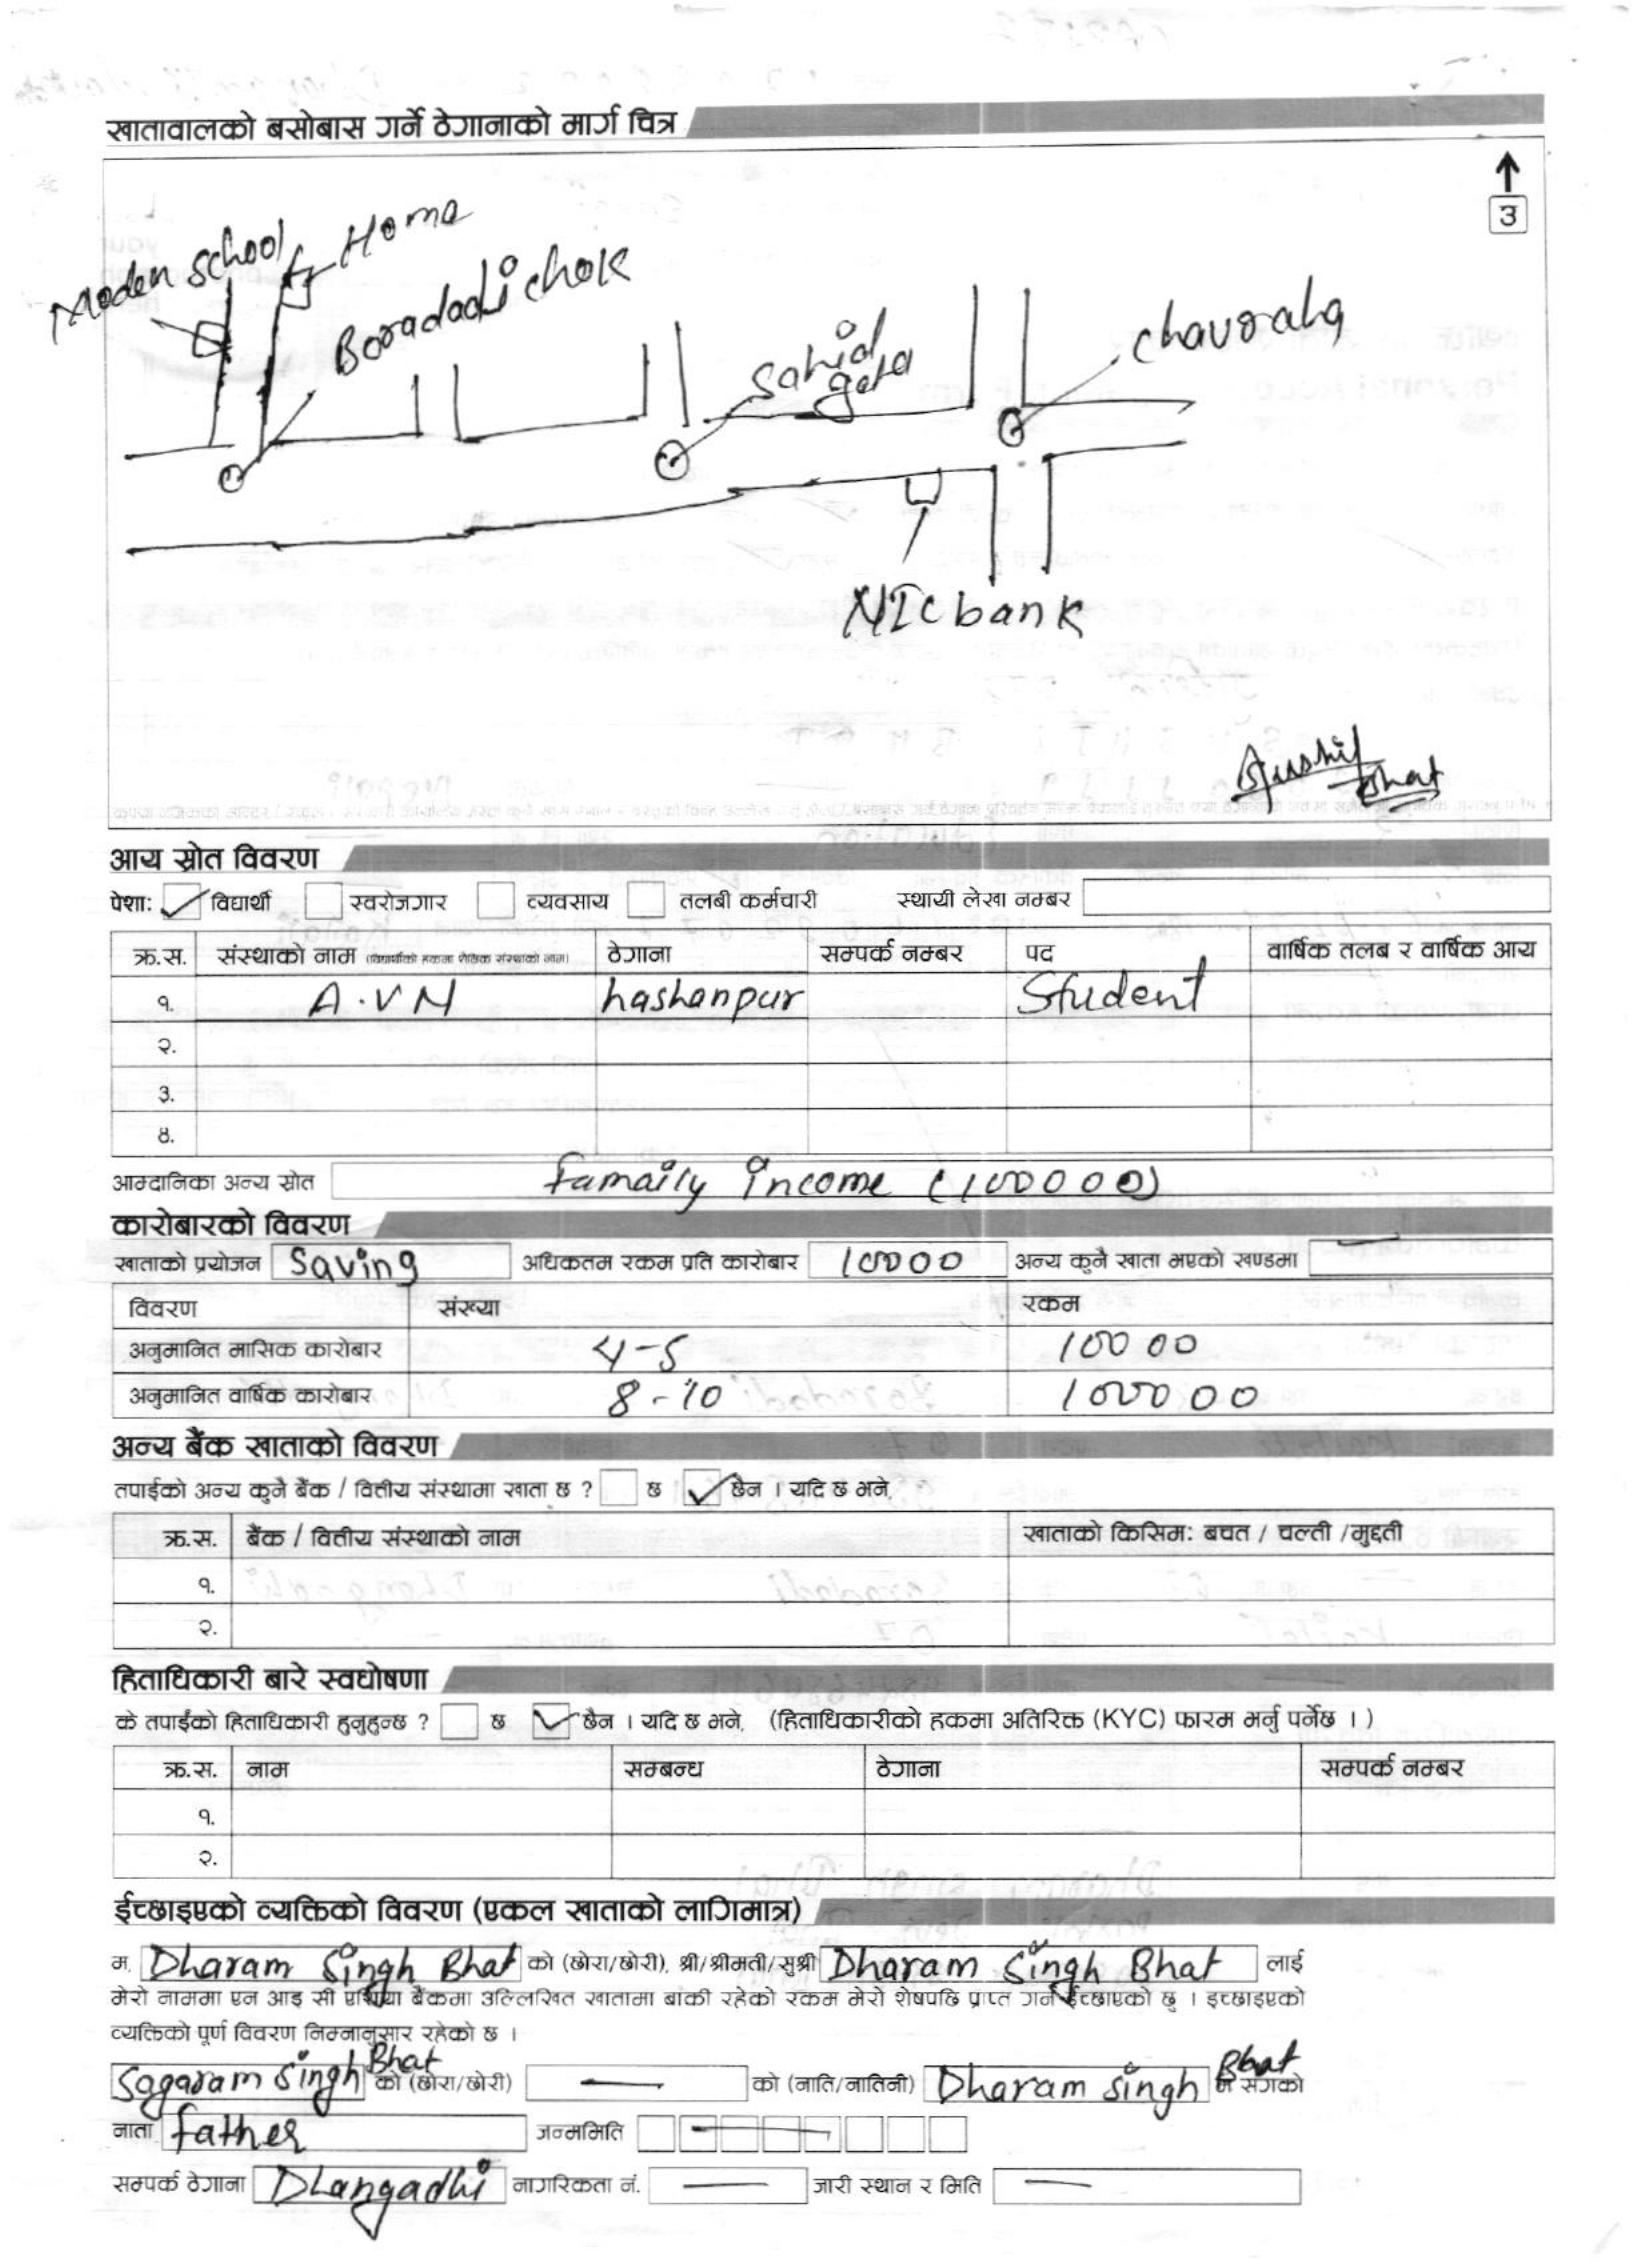 खातावालको बसोबास गर्ने ठेगानाको मार्ग चित्र
उ
Moden school
Home
Boradadi chok
Sahid gate
chauraha
NIC bank
Bhat
आय स्रोत विवरण
पेशा: विद्यार्थी स्वरोजगार व्यवसाय तलबी कर्मचारी स्थायी लेखा नम्बर
क्र.स. संस्थाको नाम (विद्यार्थीको हकमा शैक्षिक संस्थाको नाम) ठेगाना सम्पर्क नम्बर पद वार्षिक तलब र वार्षिक आय
१. A.V.N hashanpur Student
२.
३.
४.
आम्दानिका अन्य स्रोत Famaily income (100000)
कारोबारको विवरण
खाताको प्रयोजन Saving अधिकतम रकम प्रति कारोबार 10000 अन्य कुनै खाता भएको खण्डमा —
विवरण संख्या रकम
अनुमानित मासिक कारोबार 4-5 10000
अनुमानित वार्षिक कारोबार 8-10 100000
अन्य बैंक खाताको विवरण
तपाईको अन्य कुनै बैंक / वित्तीय संस्थामा खाता छ ? छ छैन । यदि छ भने,
क्र.स. बैंक / वित्तीय संस्थाको नाम खाताको किसिम: बचत / चल्ती /मुद्दती
१.
२.
हिताधिकारी बारे स्वघोषणा
के तपाईंको हिताधिकारी हुनुहुन्छ ? छ छैन । यदि छ भने, (हिताधिकारीको हकमा अतिरिक्त (KYC) फारम भर्नु पर्नेछ । )
क्र.स. नाम सम्बन्ध ठेगाना सम्पर्क नम्बर
१.
२.
ईच्छाइएको व्यक्तिको विवरण (एकल खाताको लागिमात्र)
म, Dharam Singh Bhat को (छोरा/छोरी), श्री/श्रीमती/सुश्री Dharam Singh Bhat लाई
मेरो नाममा एन आइ सी एशिया बैंकमा उल्लिखित खातामा बांकी रहेको रकम मेरो शेषपछि प्राप्त गर्न ईच्छाएको छु । इच्छाइएको
व्यक्तिको पूर्ण विवरण निम्नानुसार रहेको छ ।
Sagaram Singh Bhat को (छोरा/छोरी) — को (नाति/नातिनी) Dharam Singh Bhat म सँगको
नाता father जन्ममिति —
सम्पर्क ठेगाना Dhangadhi नागरिकता नं. — जारी स्थान र मिति —